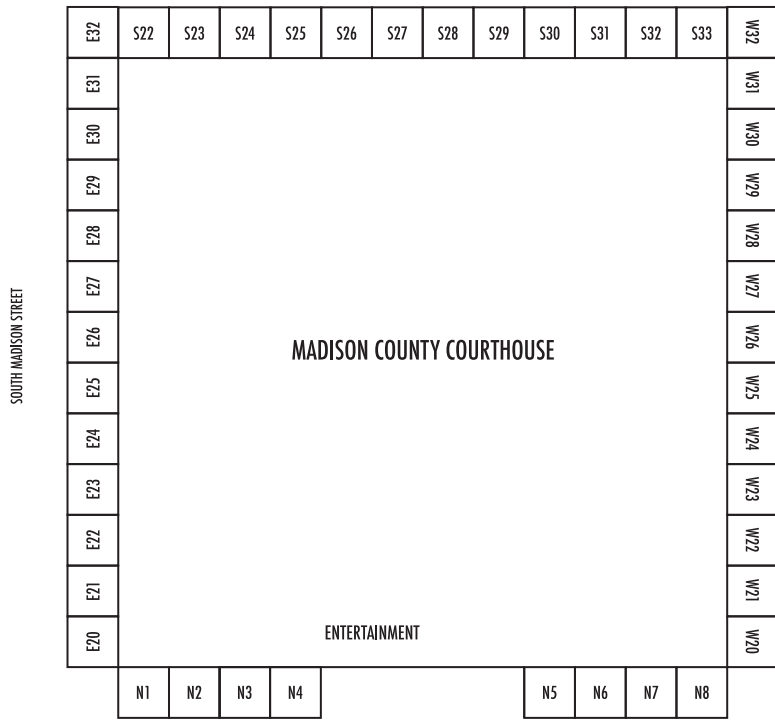 E32
S22 S23 S24 S25 S26 S27 S28 S29 S30 S31 S32 S33
W32
E31
W31
E30
W30
E29
W29
E28
W28
E27
W27
SOUTH MADISON STREET
E26
MADISON COUNTY COURTHOUSE
W26
E25
W25
E24
W24
E23
W23
E22
W22
E21
W21
E20
ENTERTAINMENT
W20
N1 N2 N3 N4 N5 N6 N7 N8